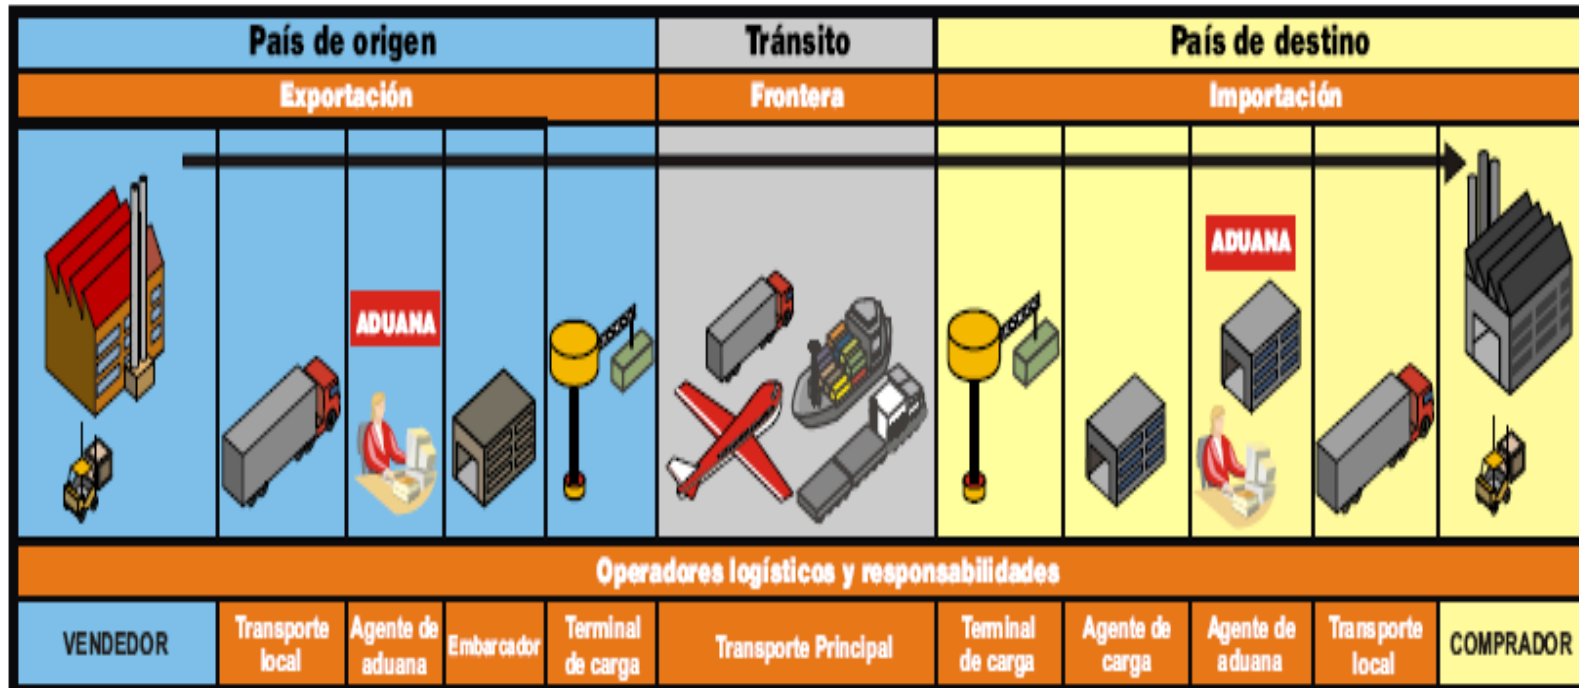 País de origen
Tránsito
País de destino
Exportación
Frontera
Importación
ADUANA
ADUANA
Operadores logísticos y responsabilidades
VENDEDOR
Transporte
local
Agente de
aduana
Embarcador
Terminal
de carga
Transporte Principal
Terminal
de carga
Agente de
carga
Agente de
aduana
Transporte
local
COMPRADOR